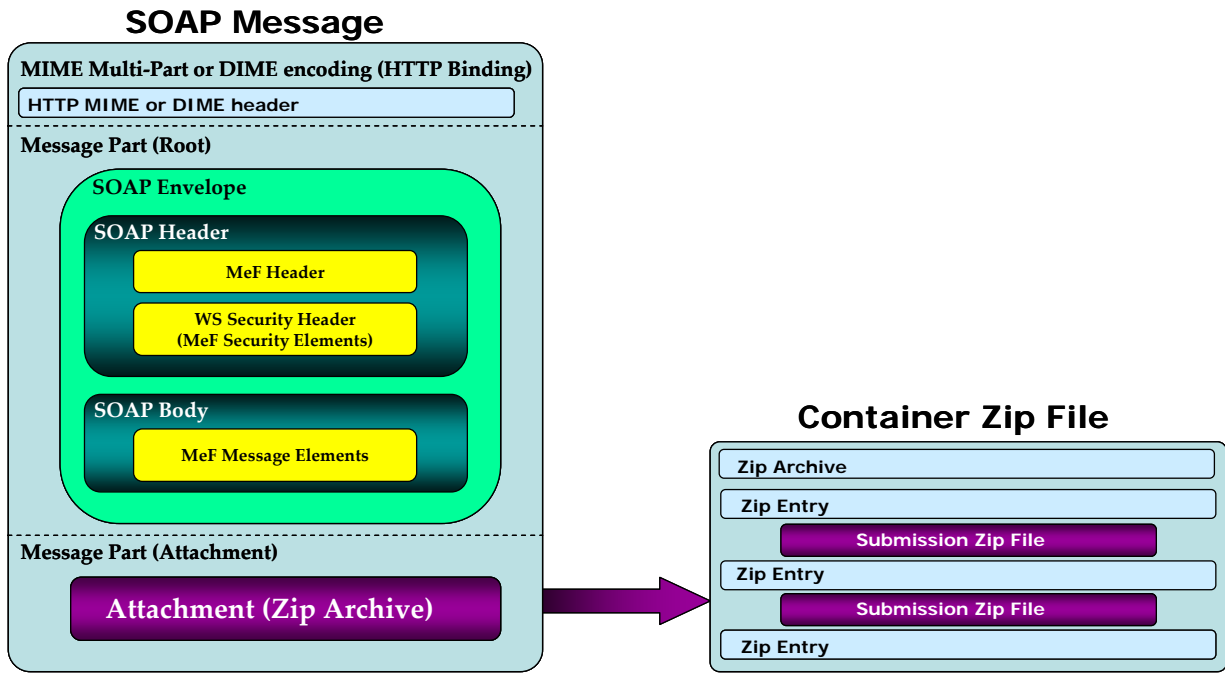 SOAP Message
MIME Multi-Part or DIME encoding (HTTP Binding)
HTTP MIME or DIME header
Message Part (Root)
SOAP Envelope
SOAP Header
MeF Header
WS Security Header
(MeF Security Elements)
SOAP Body
MeF Message Elements
Message Part (Attachment)
Attachment (Zip Archive)
Container Zip File
Zip Archive
Zip Entry
Submission Zip File
Zip Entry
Submission Zip File
Zip Entry